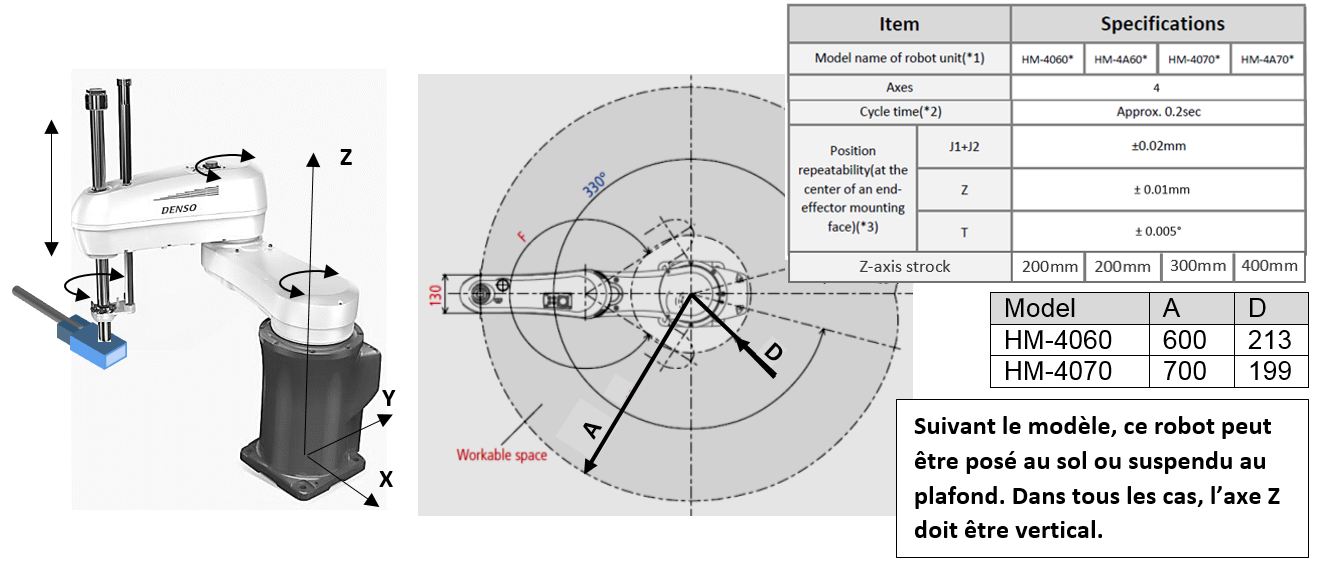 Z
DENSO
Y
X
330°
F
130
D
A
Workable space
Item Specifications
Model name of robot unit(*1) HM-4060* HM-4A60* HM-4070* HM-4A70*
Axes 4
Cycle time(*2) Approx. 0.2sec
Position
repeatability(at the
center of an end-
effector mounting
face)(*3)
J1+J2 ±0.02mm
Z ± 0.01mm
T ± 0.005°
Z-axis strock 200mm 200mm 300mm 400mm
Model A D
HM-4060 600 213
HM-4070 700 199
Suivant le modèle, ce robot peut
être posé au sol ou suspendu au
plafond. Dans tous les cas, l’axe Z
doit être vertical.